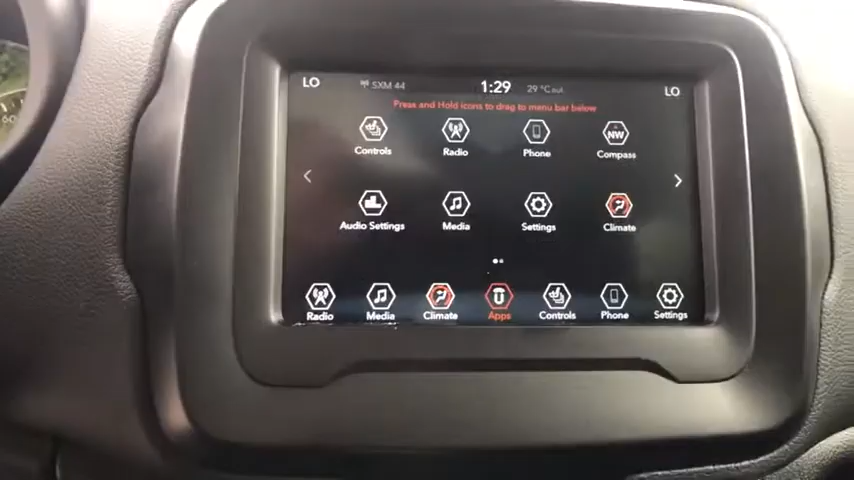 LO SXM 44 1:29 29 °C out LO
Press and Hold icons to drag to menu bar below
Controls Radio Phone NW Compass
Audio Settings Media Settings Climate
Radio Media Climate Apps Controls Phone Settings
60